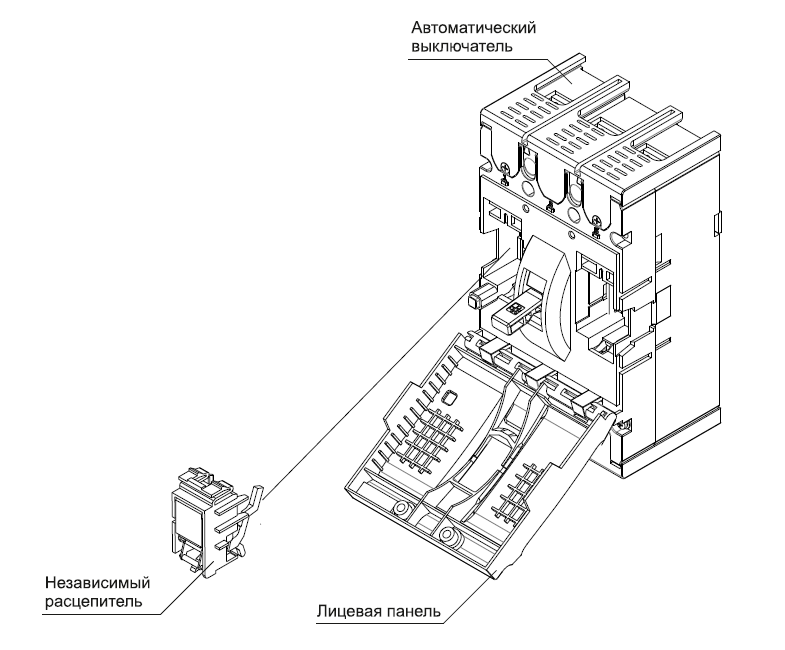 Автоматический
выключатель
Независимый
расцепитель
Лицевая панель